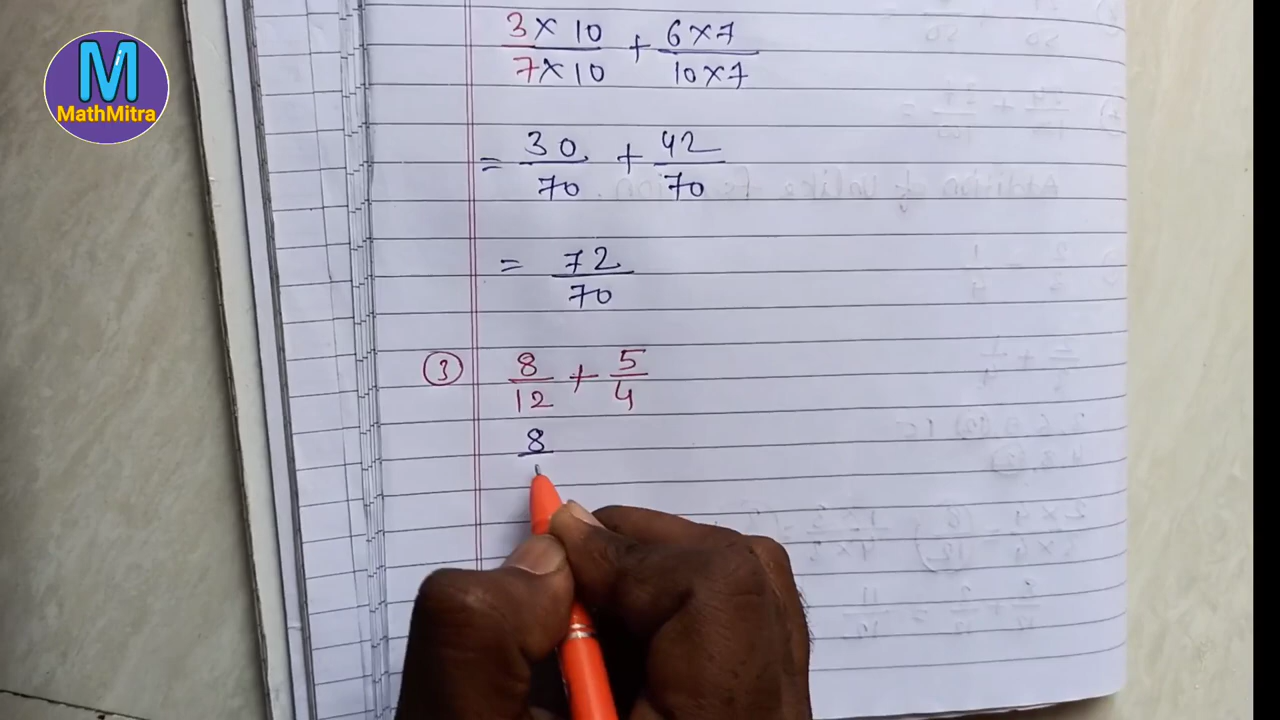 M
MathMitra
3×10/7×10 + 6×7/10×7
= 30/70 + 42/70
= 72/70
③ 8/12 + 5/4
8